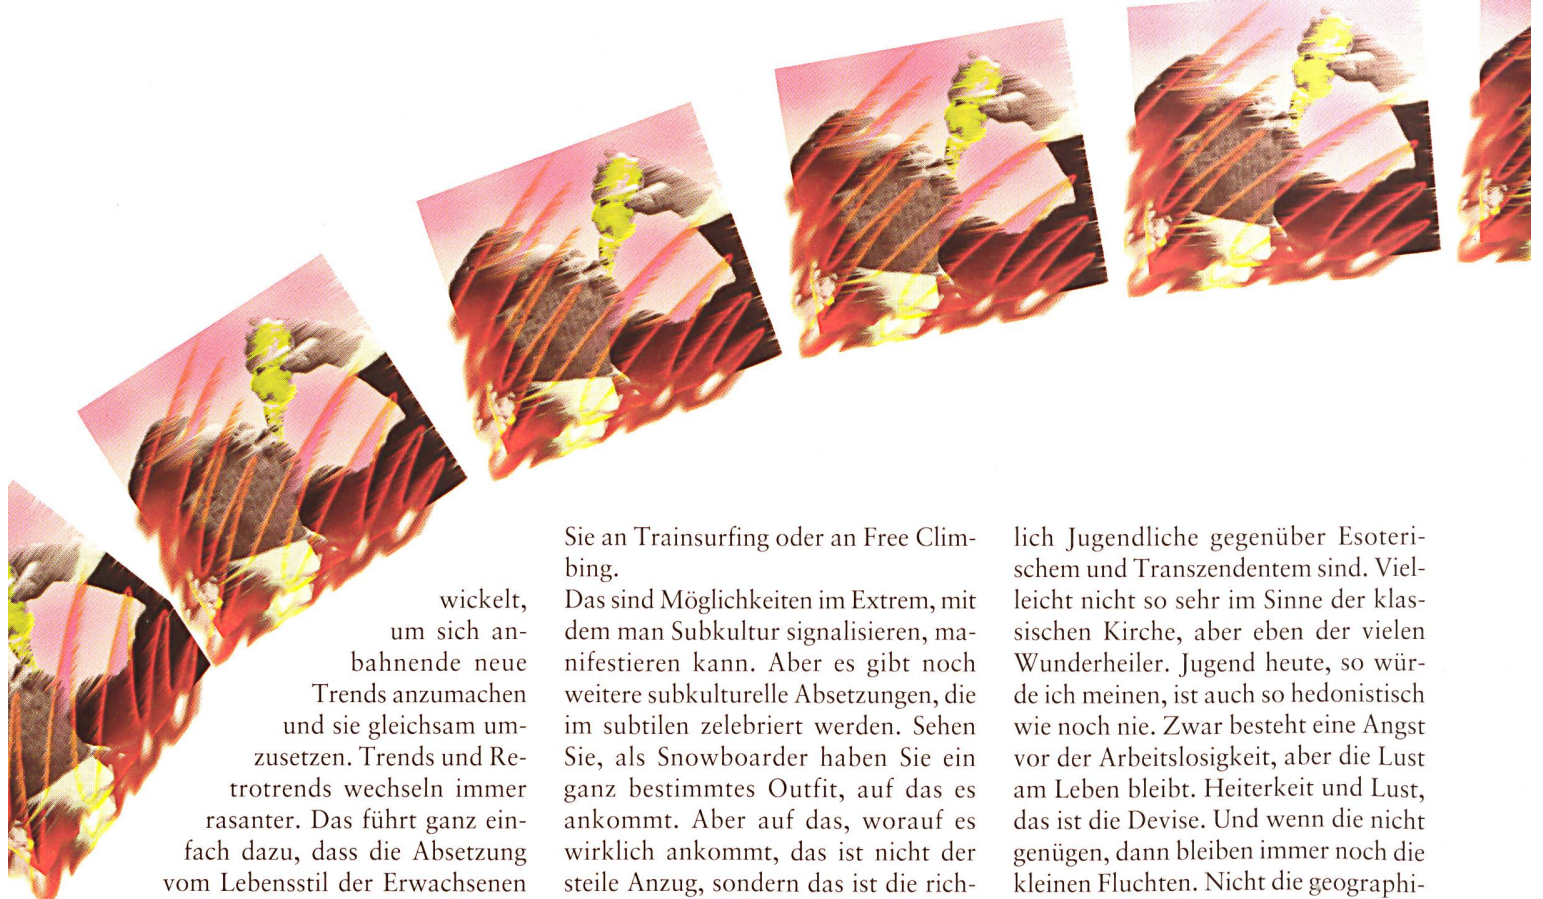 wickelt,
um sich an-
bahnende neue
Trends anzumachen
und sie gleichsam um-
zusetzen. Trends und Re-
trotrends wechseln immer
rasanter. Das führt ganz ein-
fach dazu, dass die Absetzung
vom Lebensstil der Erwachsenen
Sie an Trainsurfing oder an Free Clim-
bing.
Das sind Möglichkeiten im Extrem, mit
dem man Subkultur signalisieren, ma-
nifestieren kann. Aber es gibt noch
weitere subkulturelle Absetzungen, die
im subtilen zelebriert werden. Sehen
Sie, als Snowboarder haben Sie ein
ganz bestimmtes Outfit, auf das es
ankommt. Aber auf das, worauf es
wirklich ankommt, das ist nicht der
steile Anzug, sondern das ist die rich-
lich Jugendliche gegenüber Esoteri-
schem und Transzendentem sind. Viel-
leicht nicht so sehr im Sinne der klas-
sischen Kirche, aber eben der vielen
Wunderheiler. Jugend heute, so wür-
de ich meinen, ist auch so hedonistisch
wie noch nie. Zwar besteht eine Angst
vor der Arbeitslosigkeit, aber die Lust
am Leben bleibt. Heiterkeit und Lust,
das ist die Devise. Und wenn die nicht
genügen, dann bleiben immer noch die
kleinen Fluchten. Nicht die geographi-